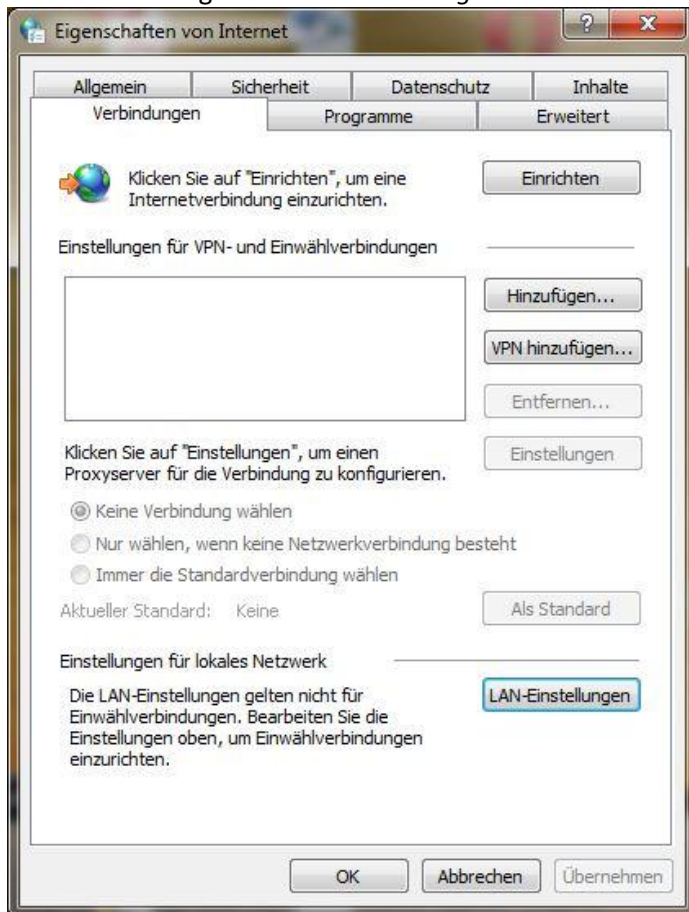 Eigenschaften von Internet
Allgemein Sicherheit Datenschutz Inhalte
Verbindungen Programme Erweitert
Klicken Sie auf "Einrichten", um eine
Internetverbindung einzurichten.
Einrichten
Einstellungen für VPN- und Einwählverbindungen
Hinzufügen...
VPN hinzufügen...
Entfernen...
Klicken Sie auf "Einstellungen", um einen
Proxyserver für die Verbindung zu konfigurieren.
Einstellungen
Keine Verbindung wählen
Nur wählen, wenn keine Netzwerkverbindung besteht
Immer die Standardverbindung wählen
Aktueller Standard: Keine
Als Standard
Einstellungen für lokales Netzwerk
Die LAN-Einstellungen gelten nicht für
Einwählverbindungen. Bearbeiten Sie die
Einstellungen oben, um Einwählverbindungen
einzurichten.
LAN-Einstellungen
OK Abbrechen Übernehmen